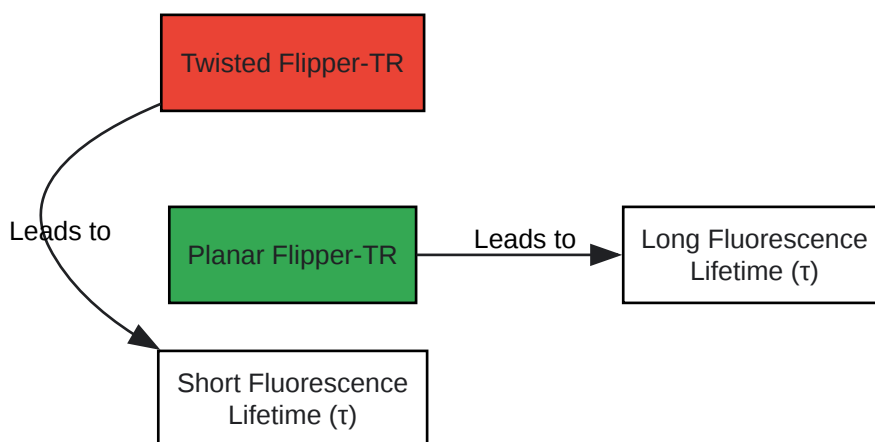 Twisted Flipper-TR
Leads to
Planar Flipper-TR
Leads to
Long Fluorescence
Lifetime (τ)
Short Fluorescence
Lifetime (τ)